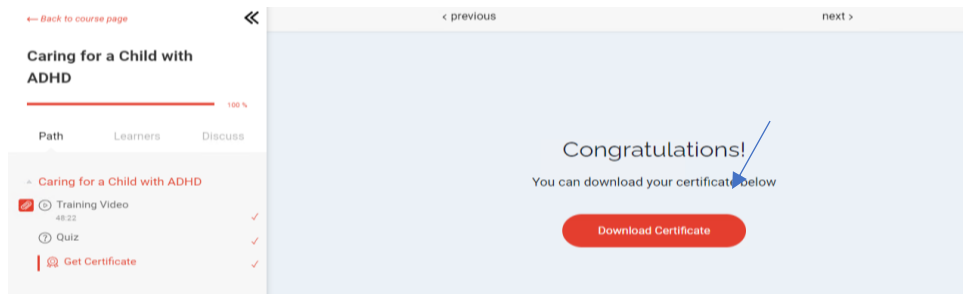 ← Back to course page
Caring for a Child with
ADHD
100 %
Path Learners Discuss
Caring for a Child with ADHD
Training Video
48:22
Quiz
Get Certificate
< previous
next >
Congratulations!
You can download your certificate below
Download Certificate